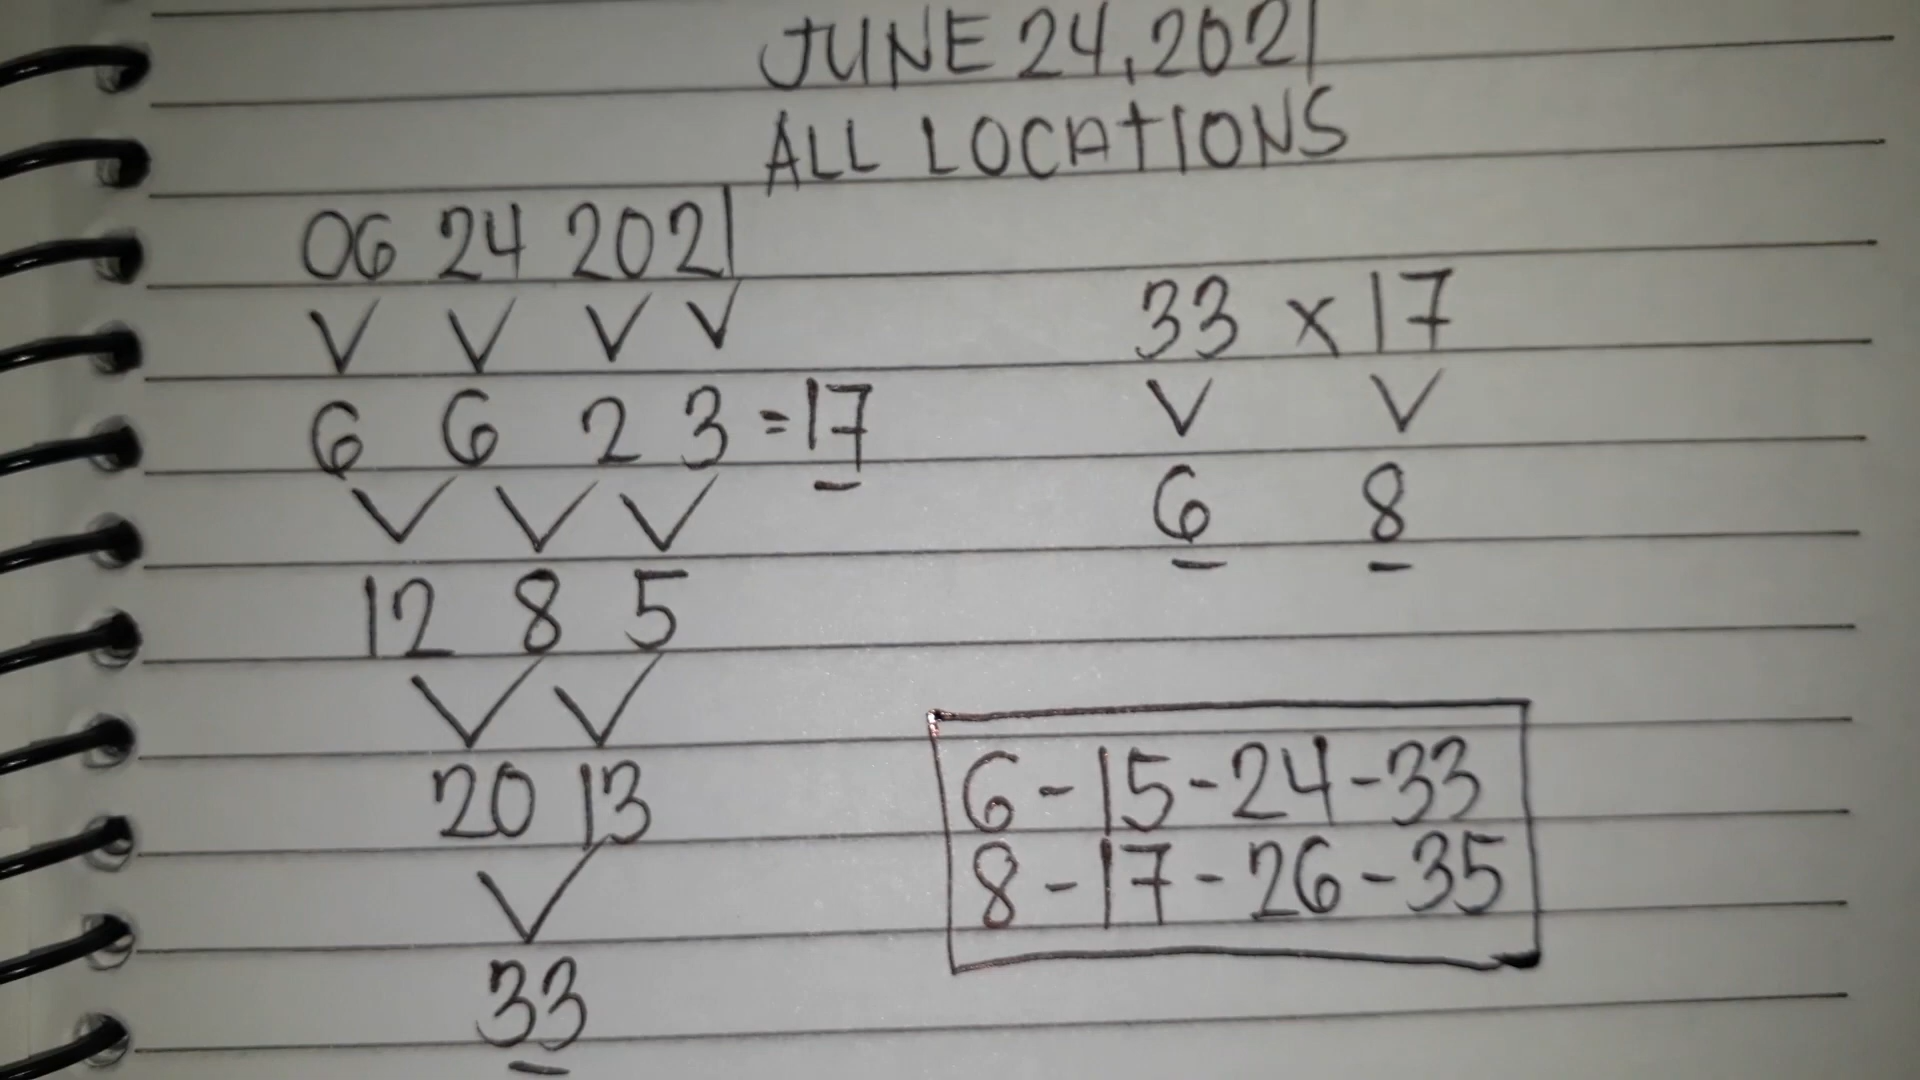 JUNE 24, 2021
ALL LOCATIONS
06 24 2021
V V V V
6 6 2 3 = 17
V V V
12 8 5
V V
20 13
V
33
33 x 17
V V
6 8
6 - 15 - 24 - 33
8 - 17 - 26 - 35